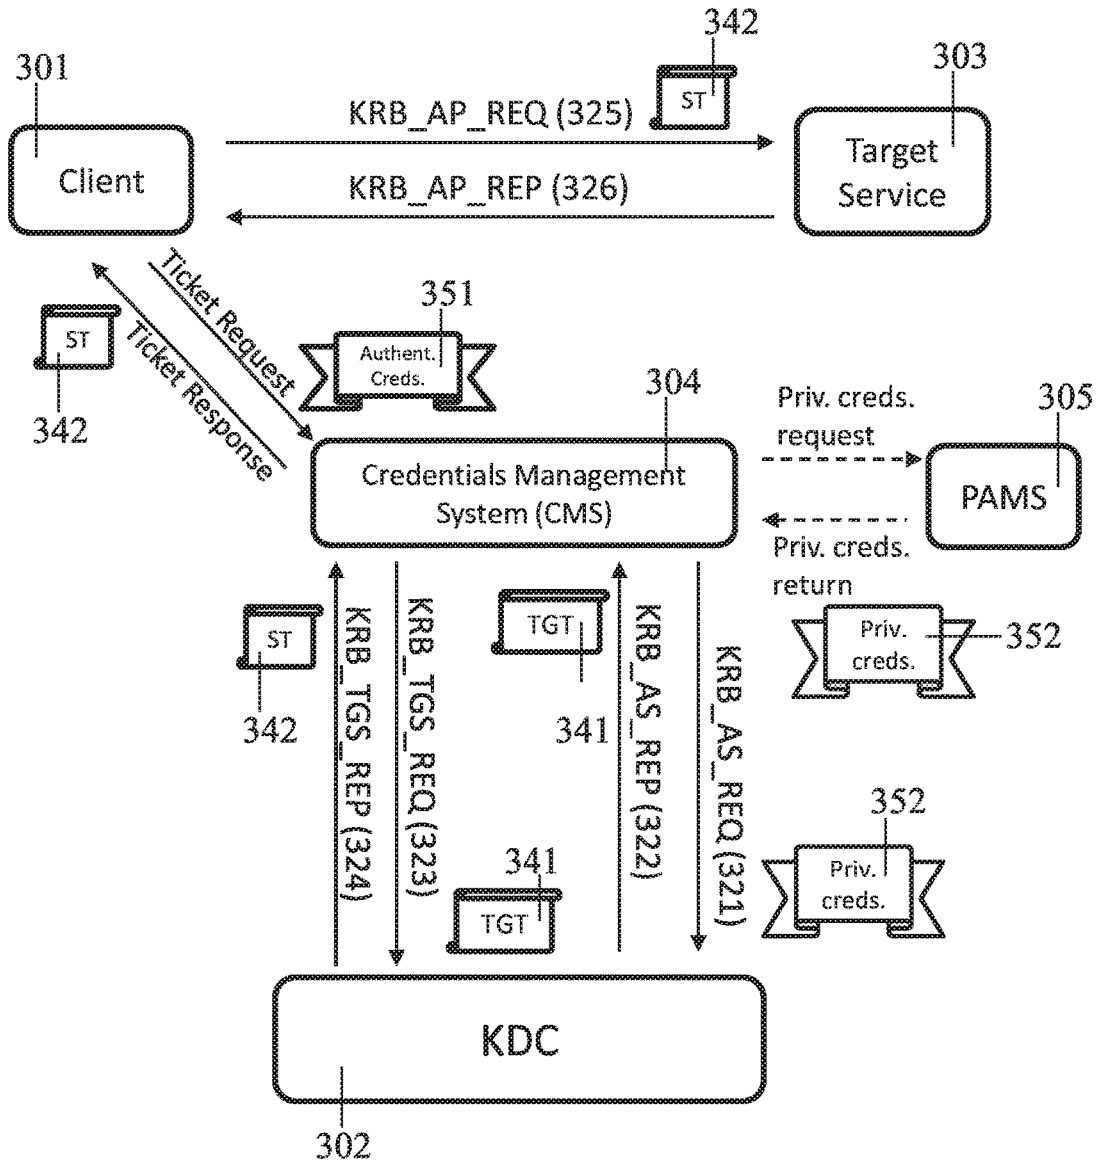 342
301
303
ST
KRB_AP_REQ (325)
Client
Target
Service
KRB_AP_REP (326)
Ticket Request
351
ST
Ticket Response
Authent.
Creds.
342
304
Priv. creds.
request
305
Credentials Management
System (CMS)
PAMS
Priv. creds.
return
ST
TGT
Priv.
creds.
352
342
341
KRB_TGS_REP (324)
KRB_TGS_REQ (323)
KRB_AS_REP (322)
KRB_AS_REQ (321)
352
341
Priv.
creds.
TGT
KDC
302